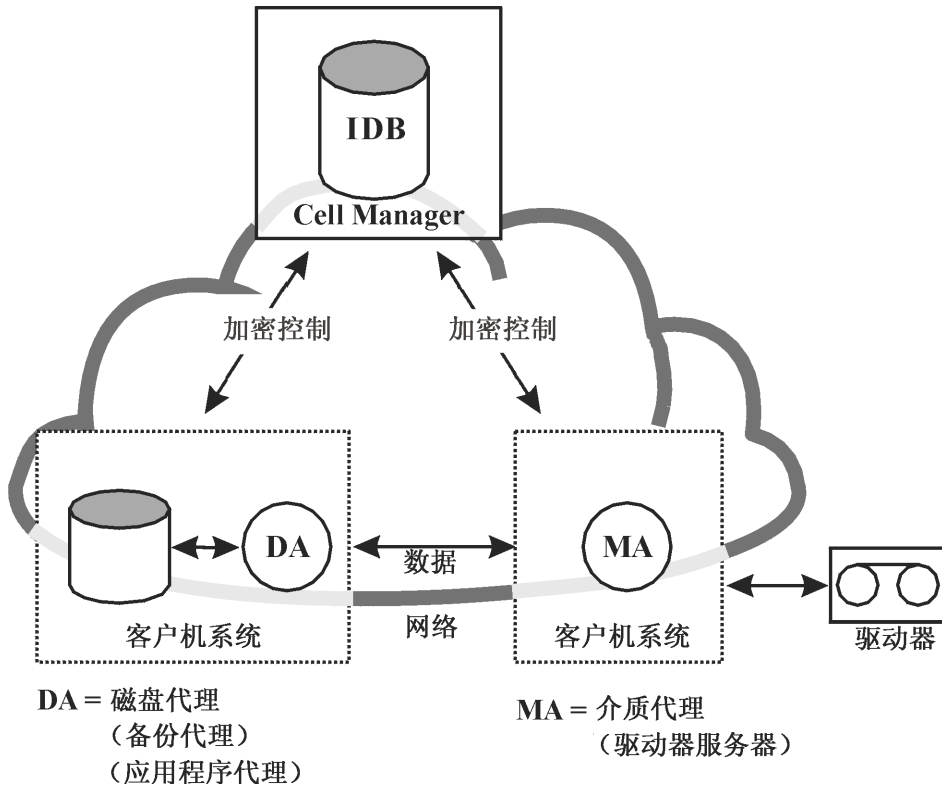 IDB
Cell Manager
加密控制
加密控制
DA
数据
MA
网络
客户机系统
客户机系统
驱动器
DA = 磁盘代理
（备份代理）
（应用程序代理）
MA = 介质代理
（驱动器服务器）